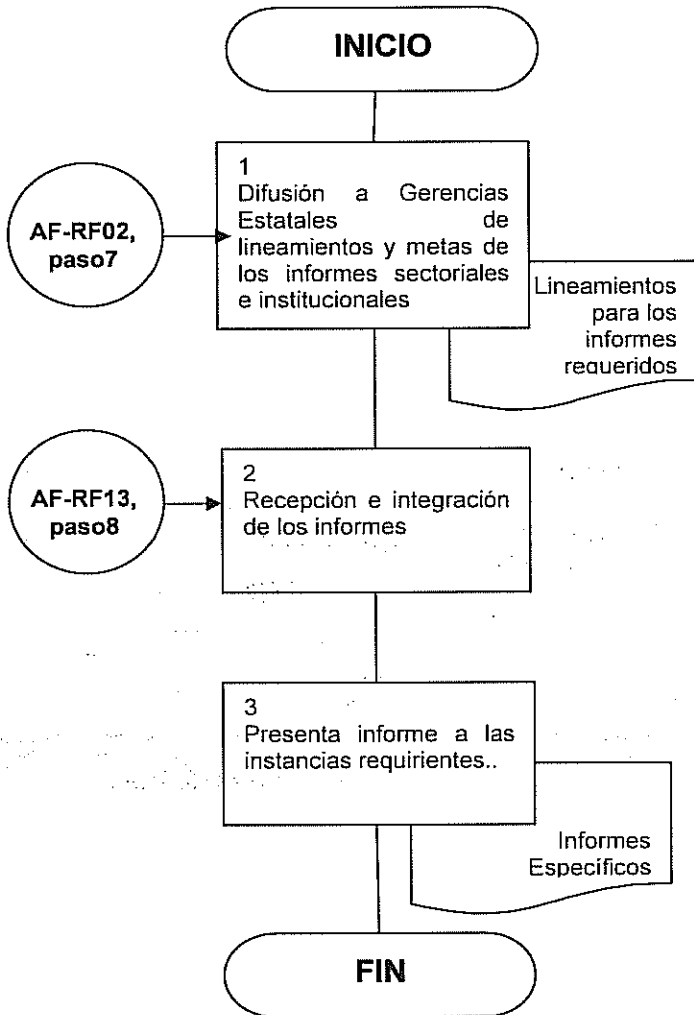 INICIO
1
Difusión a Gerencias
Estatales de
lineamientos y metas de
los informes sectoriales
e institucionales
AF-RF02,
paso7
Lineamientos
para los
informes
requeridos
AF-RF13,
paso8
2
Recepción e integración
de los informes
3
Presenta informe a las
instancias requirientes..
Informes
Específicos
FIN